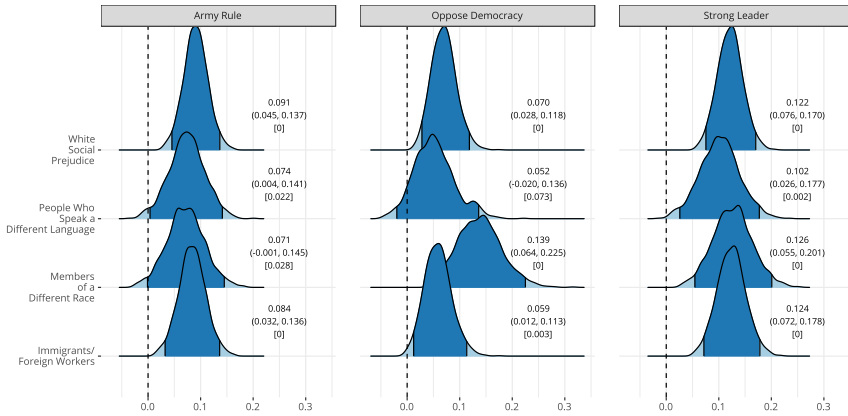 Army Rule
Oppose Democracy
Strong Leader
White
Social
Prejudice
0.091
(0.045, 0.137)
[0]
0.070
(0.028, 0.118)
[0]
0.122
(0.076, 0.170)
[0]
People Who
Speak a
Different Language
0.074
(0.004, 0.141)
[0.022]
0.052
(-0.020, 0.136)
[0.073]
0.102
(0.026, 0.177)
[0.002]
Members
of a
Different Race
0.071
(-0.001, 0.145)
[0.028]
0.139
(0.064, 0.225)
[0]
0.126
(0.055, 0.201)
[0]
Immigrants/
Foreign Workers
0.084
(0.032, 0.136)
[0]
0.059
(0.012, 0.113)
[0.003]
0.124
(0.072, 0.178)
[0]
0.0 0.1 0.2 0.3
0.0 0.1 0.2 0.3
0.0 0.1 0.2 0.3